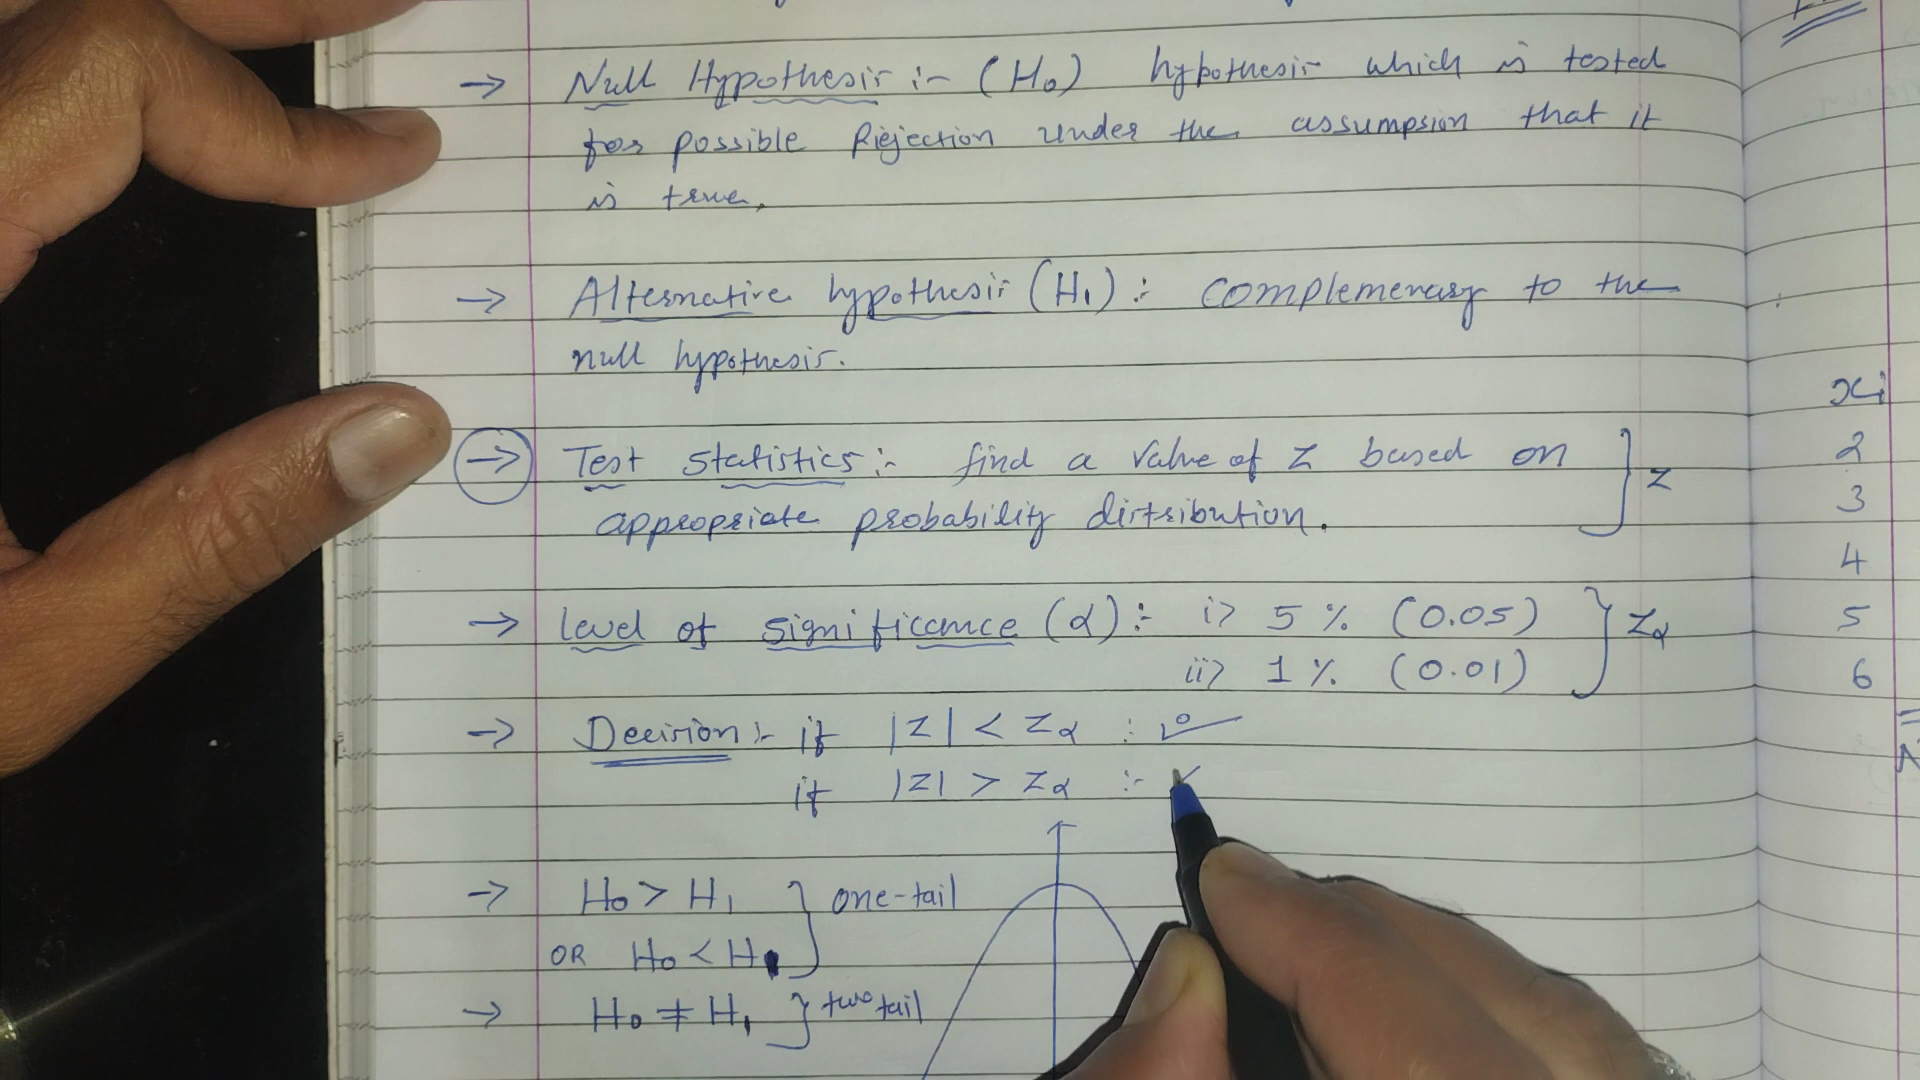 → Null Hypothesis :- (H₀) hypothesis which is tested
for possible Rejection under the assumpsion that it
is true.
→ Alternative hypothesis (H₁) :- Complemenary to the
null hypothesis.
→ Test Statistics :- find a value of Z based on } Z
appropriate probability distribution.
→ level of significance (α) :- i) 5 % (0.05) } Zα
ii) 1 % (0.01)
→ Decision :- if |Z| < Zα :
if |Z| > Zα :-
→ H₀ > H₁ } one-tail
OR H₀ < H₁
→ H₀ ≠ H₁ } two tail
xi
2
3
4
5
6